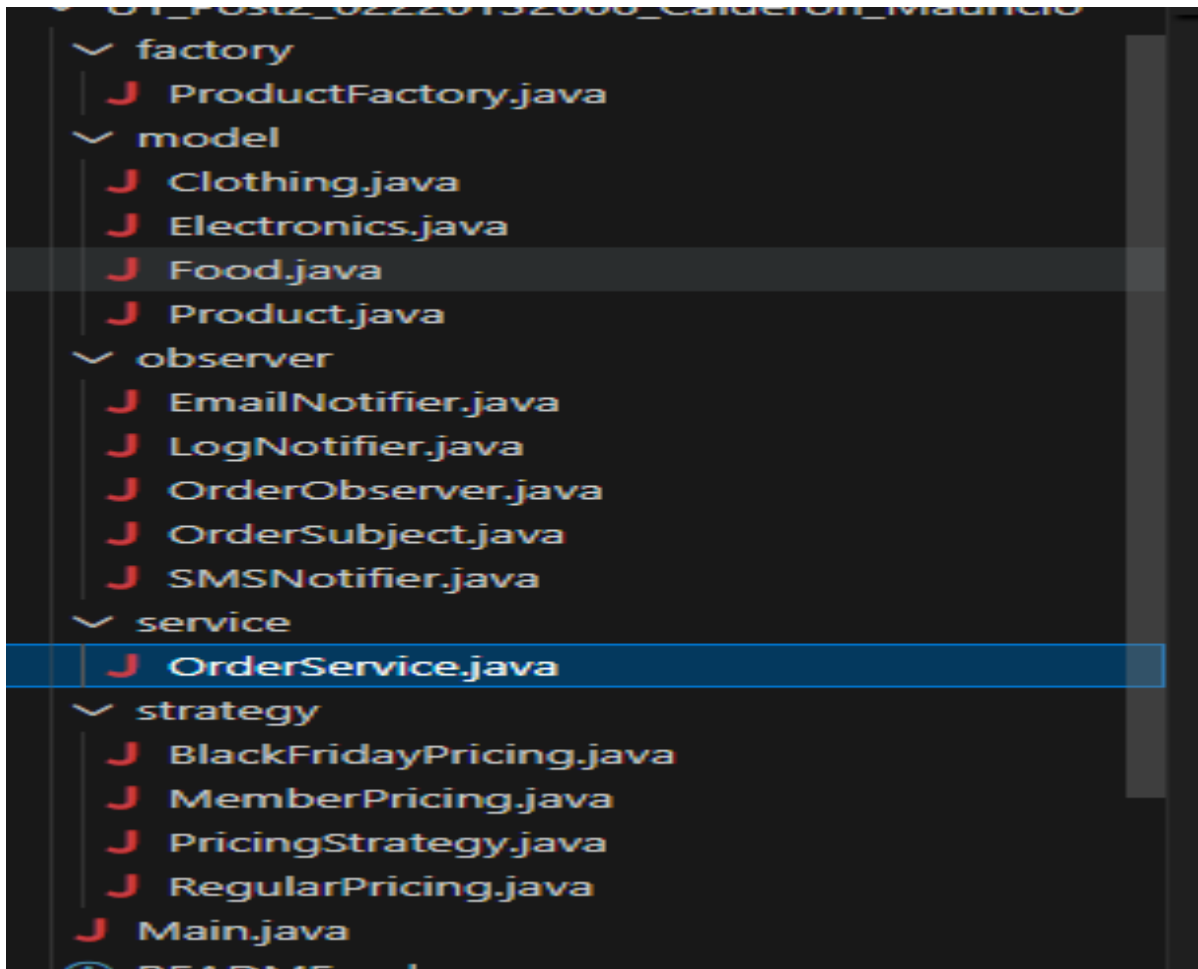 factory
J ProductFactory.java
model
J Clothing.java
J Electronics.java
J Food.java
J Product.java
observer
J EmailNotifier.java
J LogNotifier.java
J OrderObserver.java
J OrderSubject.java
J SMSNotifier.java
service
J OrderService.java
strategy
J BlackFridayPricing.java
J MemberPricing.java
J PricingStrategy.java
J RegularPricing.java
J Main.java